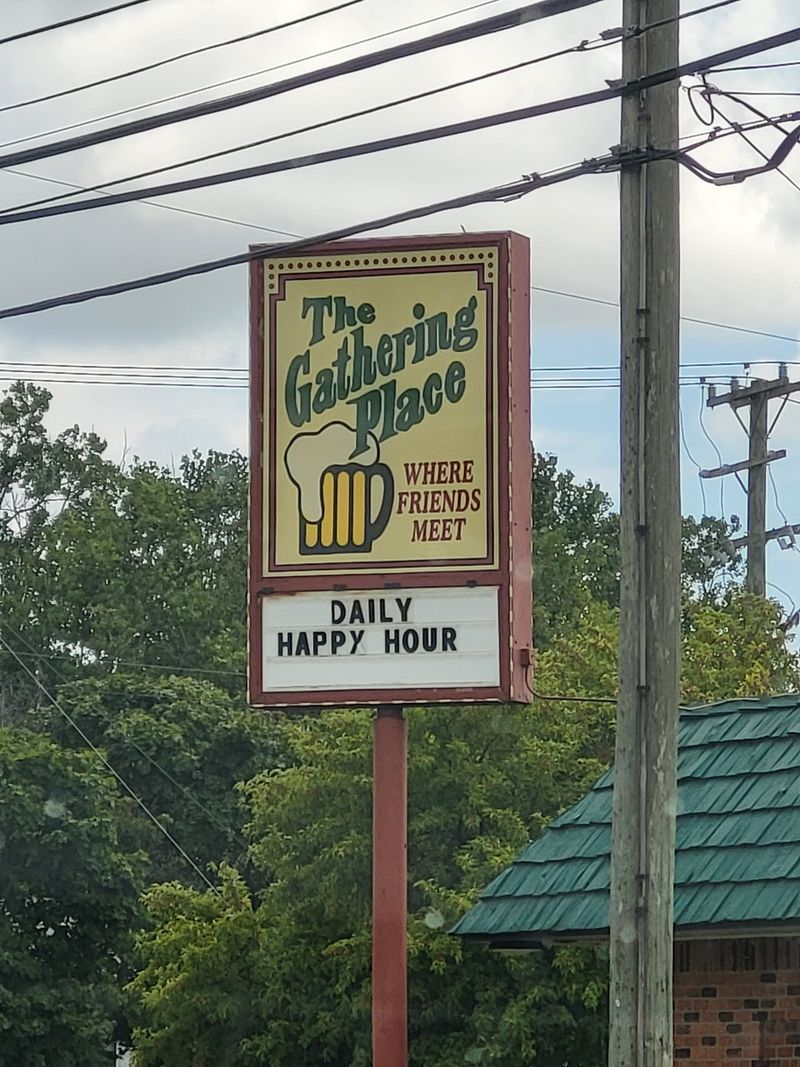 The
Gathering
Place
WHERE
FRIENDS
MEET
DAILY
HAPPY HOUR